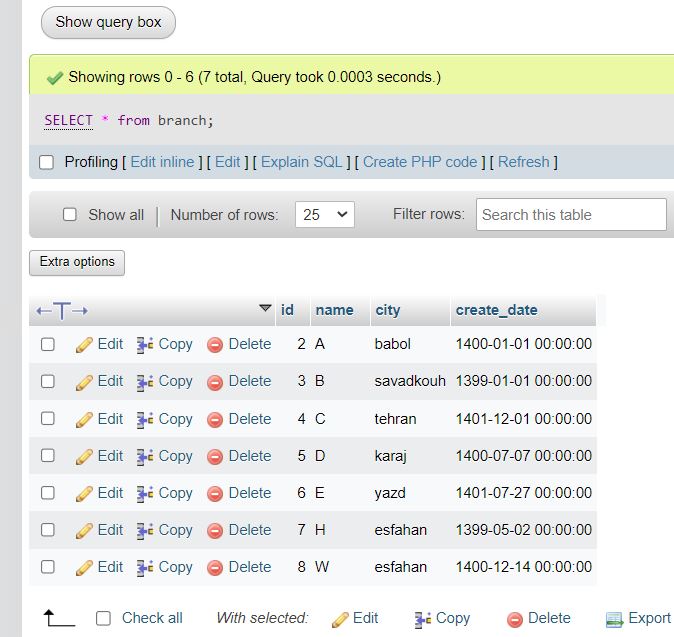 Show query box
Showing rows 0 - 6 (7 total, Query took 0.0003 seconds.)
SELECT * from branch;
Profiling [ Edit inline ] [ Edit ] [ Explain SQL ] [ Create PHP code ] [ Refresh ]
Show all Number of rows: 25 Filter rows: Search this table
Extra options
id name city create_date
Edit Copy Delete 2 A babol 1400-01-01 00:00:00
Edit Copy Delete 3 B savadkouh 1399-01-01 00:00:00
Edit Copy Delete 4 C tehran 1401-12-01 00:00:00
Edit Copy Delete 5 D karaj 1400-07-07 00:00:00
Edit Copy Delete 6 E yazd 1401-07-27 00:00:00
Edit Copy Delete 7 H esfahan 1399-05-02 00:00:00
Edit Copy Delete 8 W esfahan 1400-12-14 00:00:00
Check all With selected: Edit Copy Delete Export